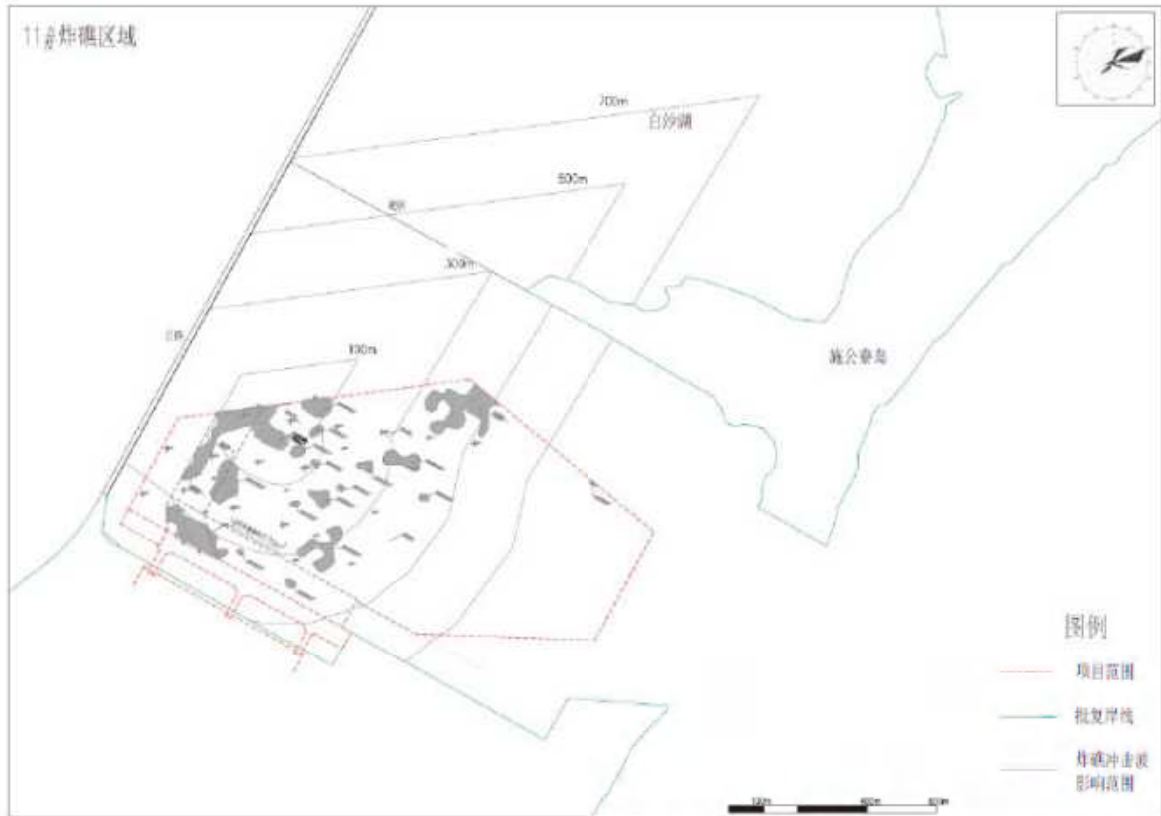 11#炸礁区域
700m
白沙湖
500m
300m
100m
施公寮岛
图例
项目范围
批复岸线
炸礁冲击波
影响范围